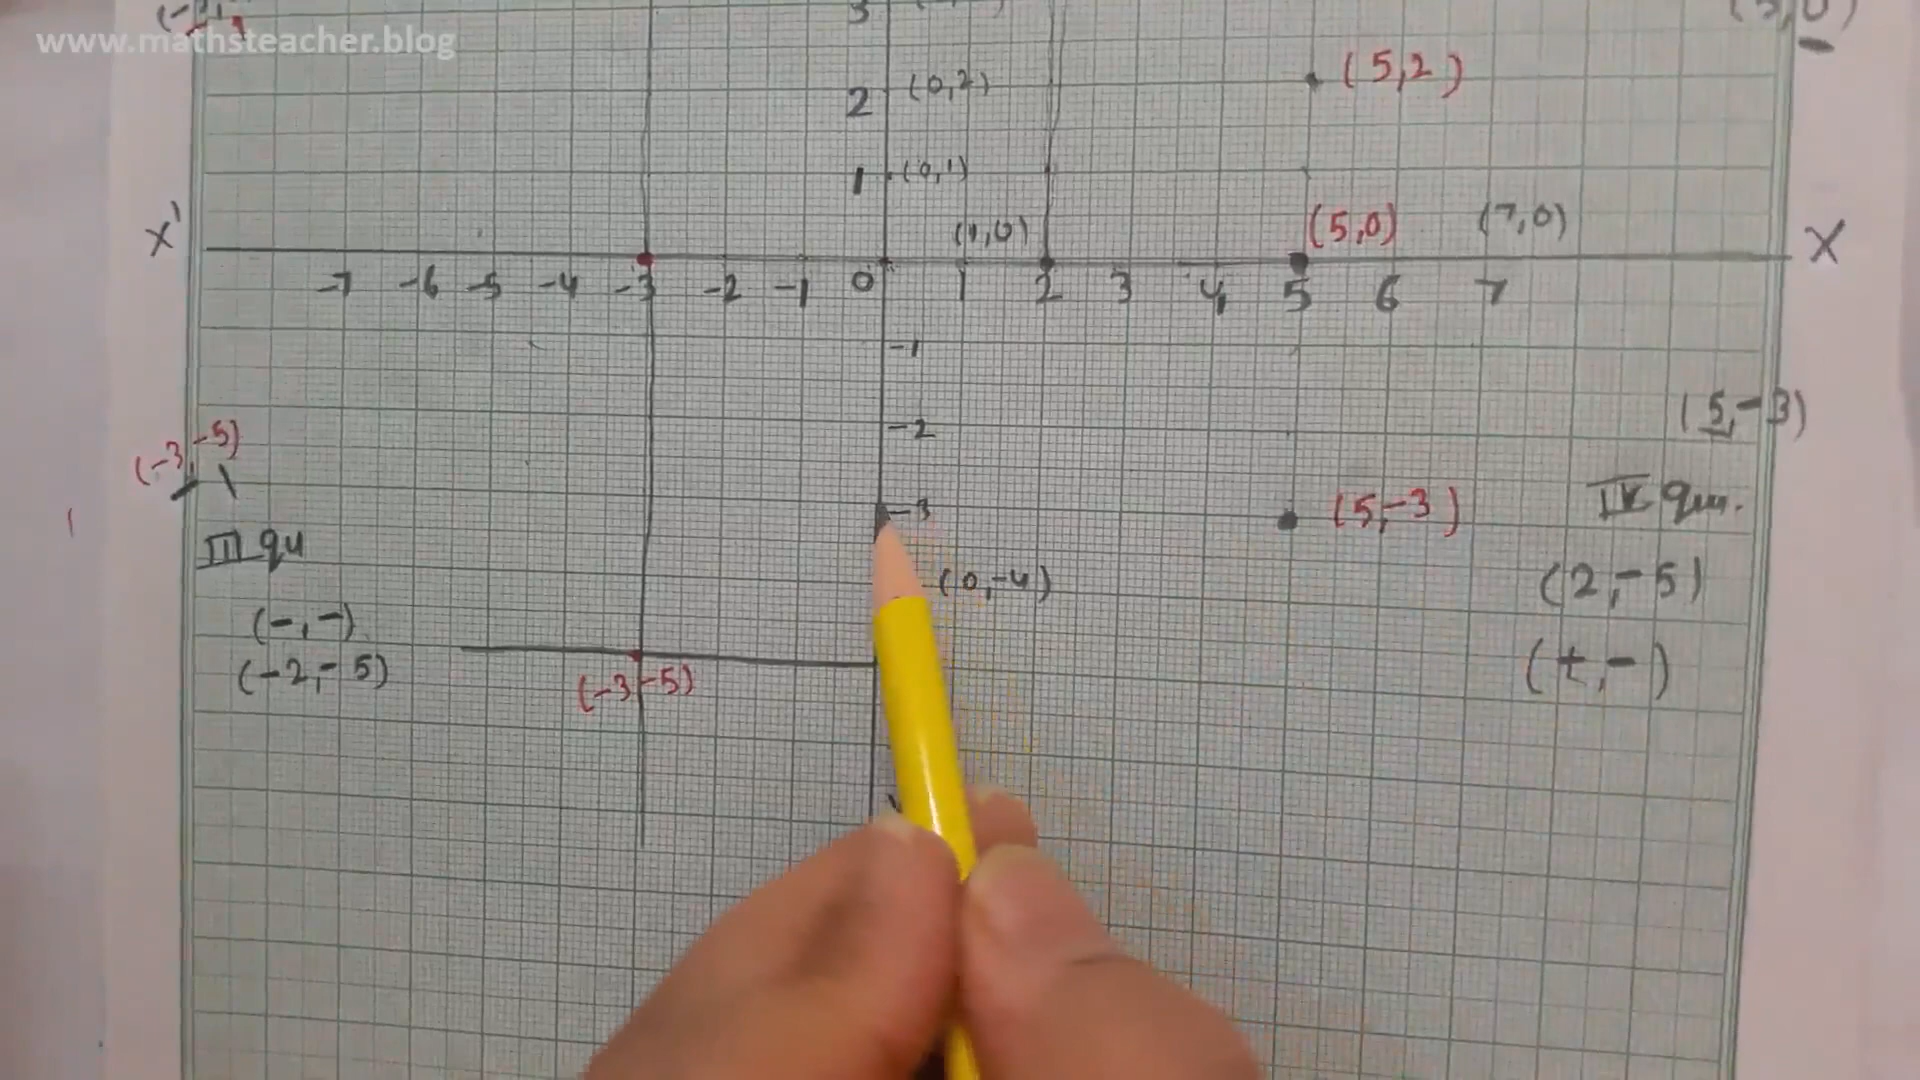 www.mathsteacher.blog
3
2 (0,2) (5,2)
1 (0,1)
X' (1,0) (5,0) (7,0) X
-7 -6 -5 -4 -3 -2 -1 0 1 2 3 4 5 6 7
-1
(5,-3)
-2
(-3,-5)
-3 (5,-3) IV qu.
III qu
(0,-4) (2,-5)
(-,-)
(-2,-5) (-3,-5) (+,-)